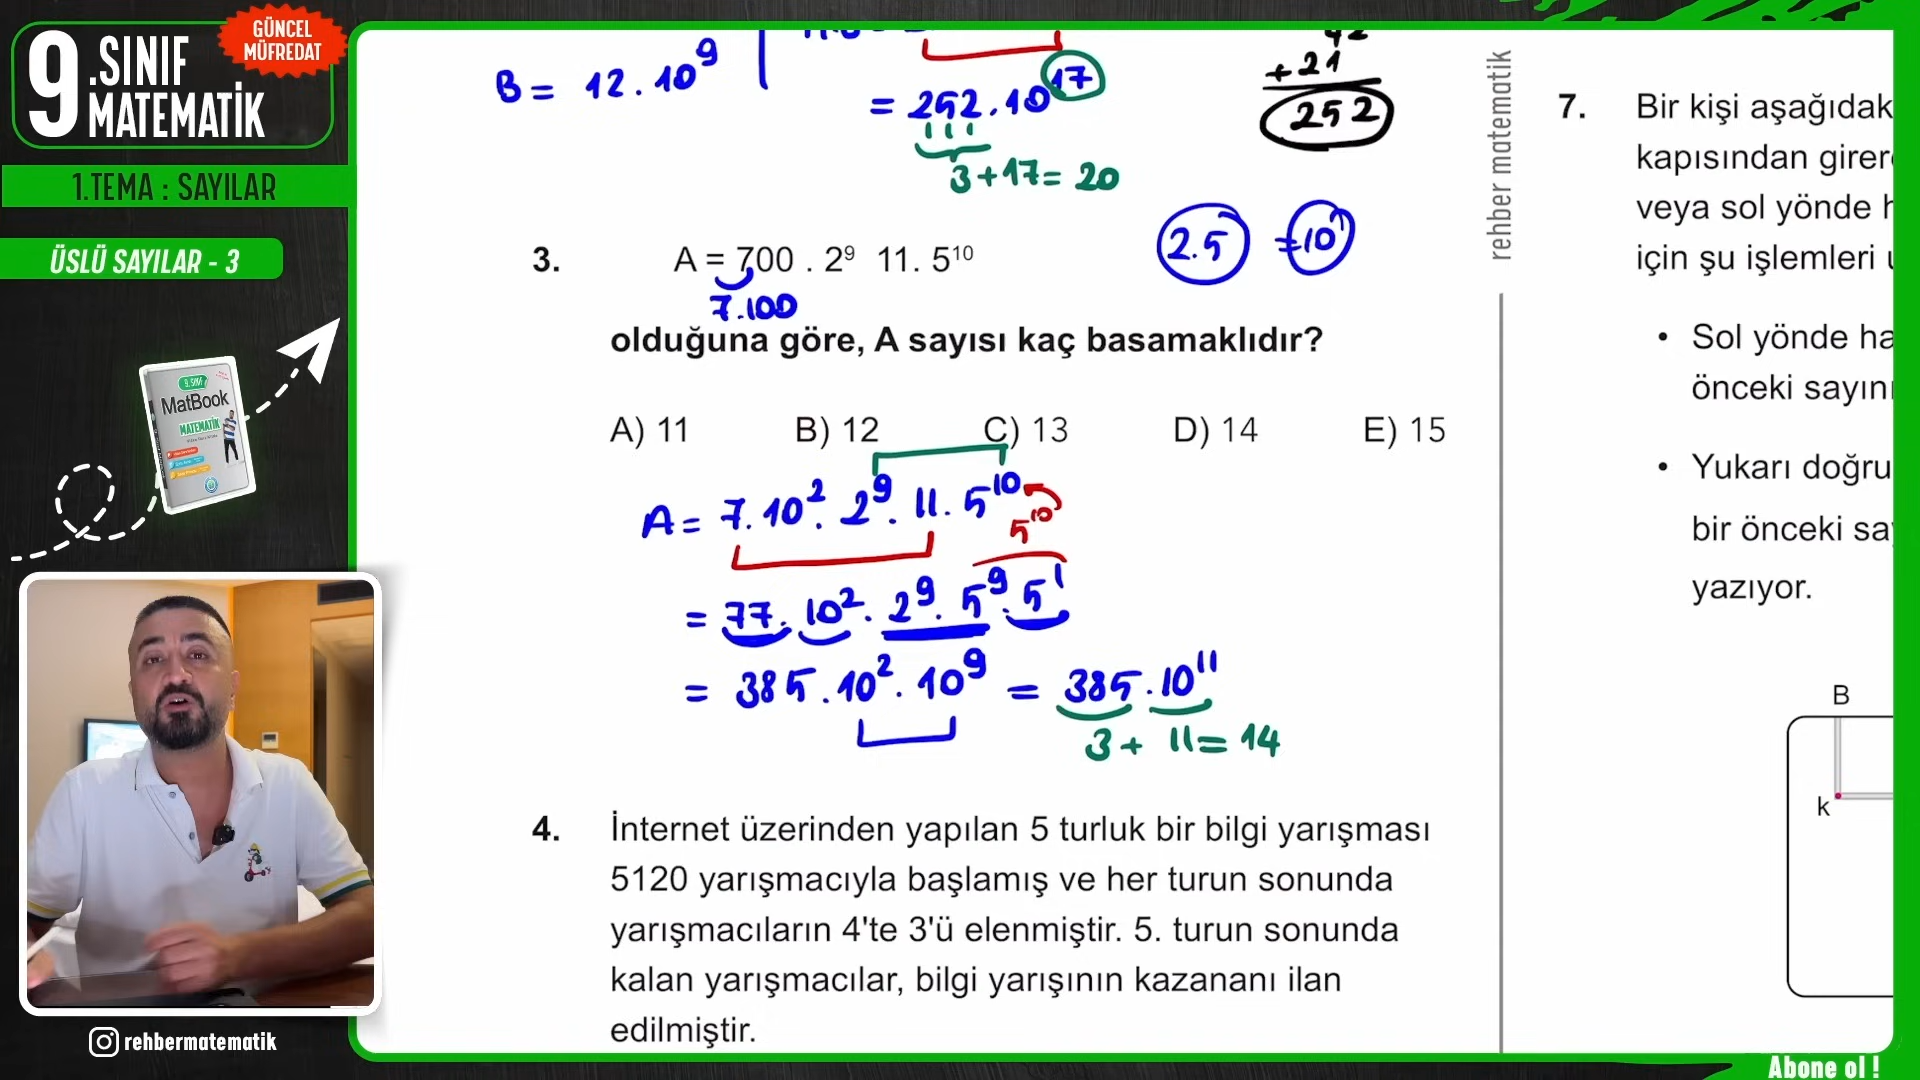 9.SINIF
MATEMATİK
GÜNCEL
MÜFREDAT
1.TEMA : SAYILAR
ÜSLÜ SAYILAR - 3
9. SINIF
MatBook
MATEMATİK
rehbermatematik
B = 12.10⁹
= 252.10¹⁷
3+17= 20
+21
252
3. A = 700 . 2⁹ 11. 5¹⁰
7.100
2.5 = 10¹
olduğuna göre, A sayısı kaç basamaklıdır?
A) 11 B) 12 C) 13 D) 14 E) 15
A = 7.10².2⁹.11.5¹⁰
5¹⁰
= 77.10².2⁹.5⁹.5¹
= 385.10².10⁹ = 385.10¹¹
3+ 11= 14
4. İnternet üzerinden yapılan 5 turluk bir bilgi yarışması
5120 yarışmacıyla başlamış ve her turun sonunda
yarışmacıların 4'te 3'ü elenmiştir. 5. turun sonunda
kalan yarışmacılar, bilgi yarışının kazananı ilan
edilmiştir.
rehber matematik
7. Bir kişi aşağıdak
kapısından girer
veya sol yönde h
için şu işlemleri
• Sol yönde ha
önceki sayın
• Yukarı doğru
bir önceki sa
yazıyor.
B
k
Abone ol !